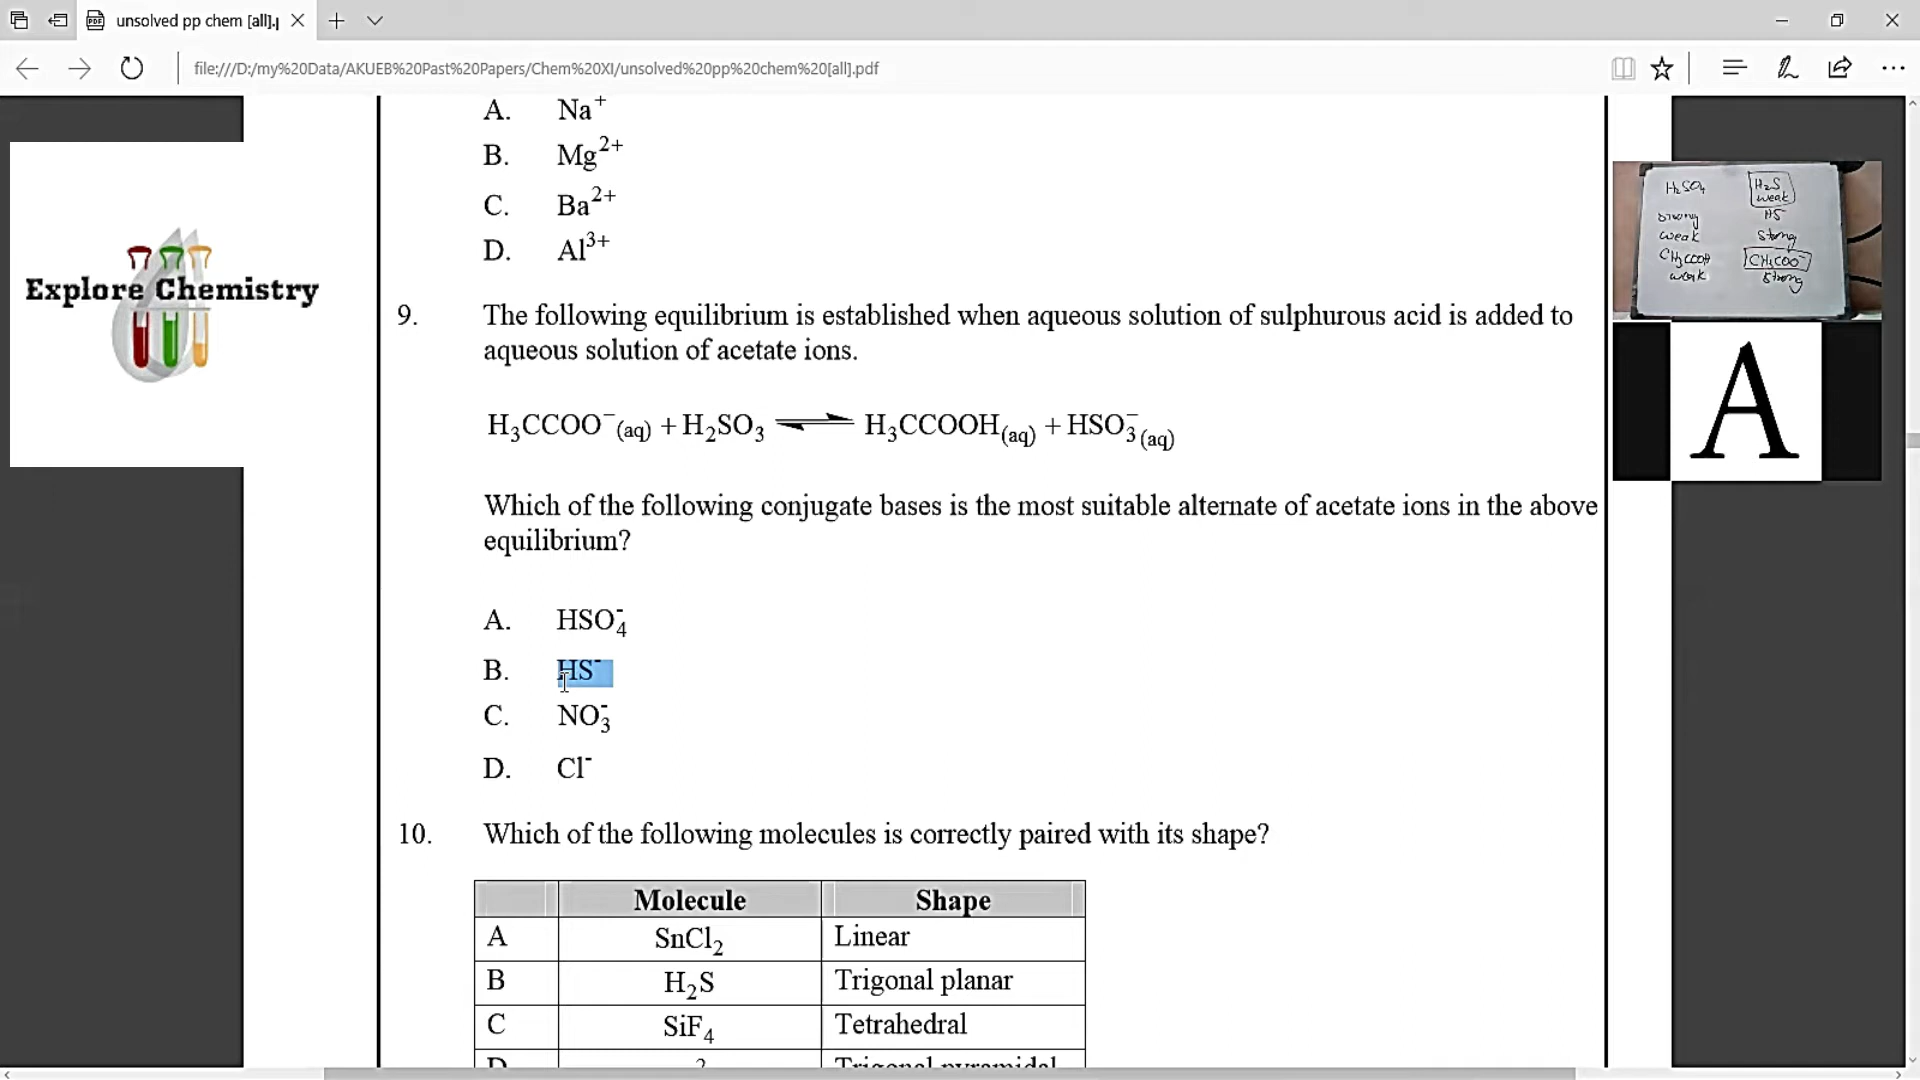 unsolved pp chem [all].p
file:///D:/my%20Data/AKUEB%20Past%20Papers/Chem%20XI/unsolved%20pp%20chem%20[all].pdf
A. Na⁺
B. Mg²⁺
C. Ba²⁺
D. Al³⁺
Explore Chemistry
9. The following equilibrium is established when aqueous solution of sulphurous acid is added to
aqueous solution of acetate ions.
H₃CCOO⁻(aq) + H₂SO₃ ⇌ H₃CCOOH(aq) + HSO₃⁻(aq)
Which of the following conjugate bases is the most suitable alternate of acetate ions in the above
equilibrium?
A. HSO₄⁻
B. HS⁻
C. NO₃⁻
D. Cl⁻
10. Which of the following molecules is correctly paired with its shape?
Molecule Shape
A SnCl₂ Linear
B H₂S Trigonal planar
C SiF₄ Tetrahedral
D Trigonal pyramidal
H₂SO₄ H₂S
weak
HS⁻
strong
weak strong
CH₃COOH CH₃COO⁻
weak strong
A